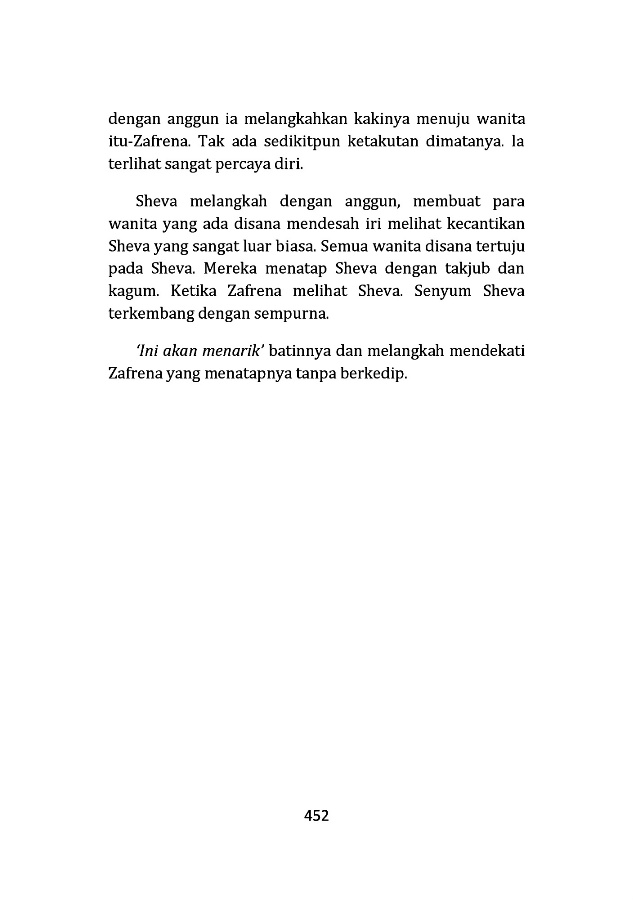 dengan anggun ia melangkahkan kakinya menuju wanita
itu-Zafrena. Tak ada sedikitpun ketakutan dimatanya. Ia
terlihat sangat percaya diri.
Sheva melangkah dengan anggun, membuat para
wanita yang ada disana mendesah iri melihat kecantikan
Sheva yang sangat luar biasa. Semua wanita disana tertuju
pada Sheva. Mereka menatap Sheva dengan takjub dan
kagum. Ketika Zafrena melihat Sheva. Senyum Sheva
terkembang dengan sempurna.
‘Ini akan menarik’ batinnya dan melangkah mendekati
Zafrena yang menatapnya tanpa berkedip.
452